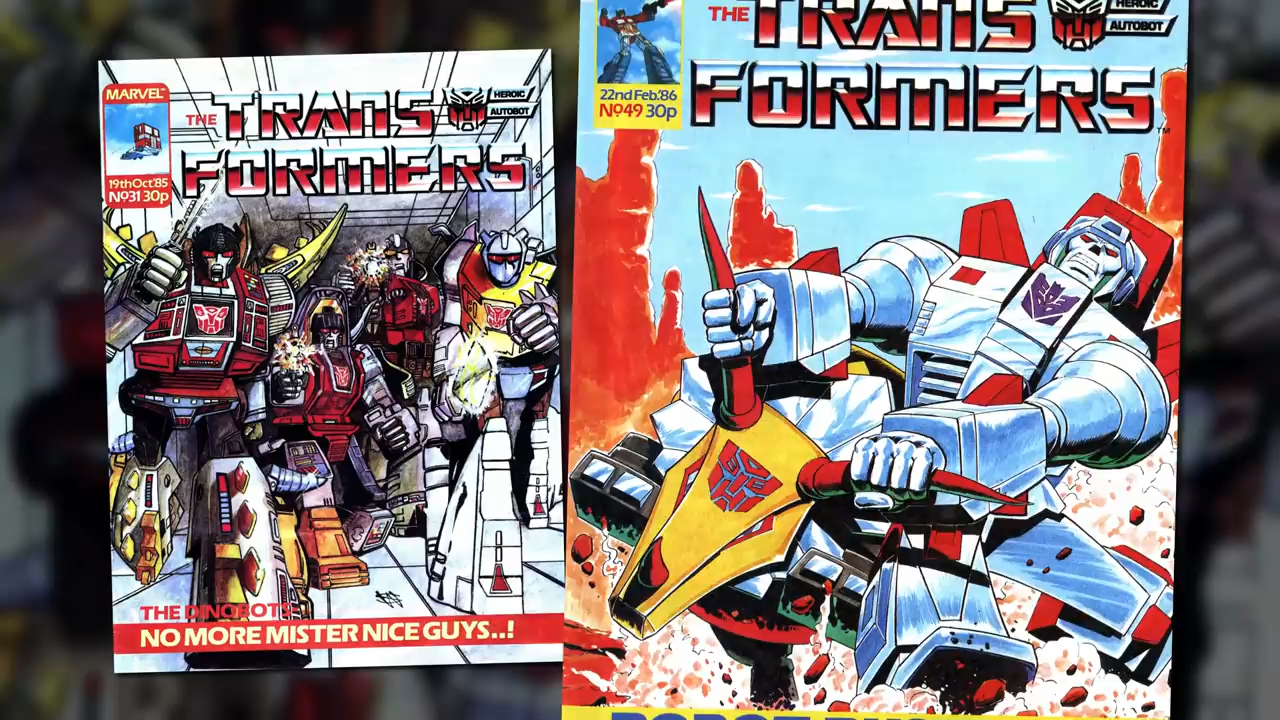 MARVEL
THE TRANS
FORMERS
HEROIC
AUTOBOT
19th Oct.'85
No31 30p
THE DINOBOTS
NO MORE MISTER NICE GUYS..!
THE TRANS
FORMERS
TM
HEROIC
AUTOBOT
22nd Feb.'86
No49 30p